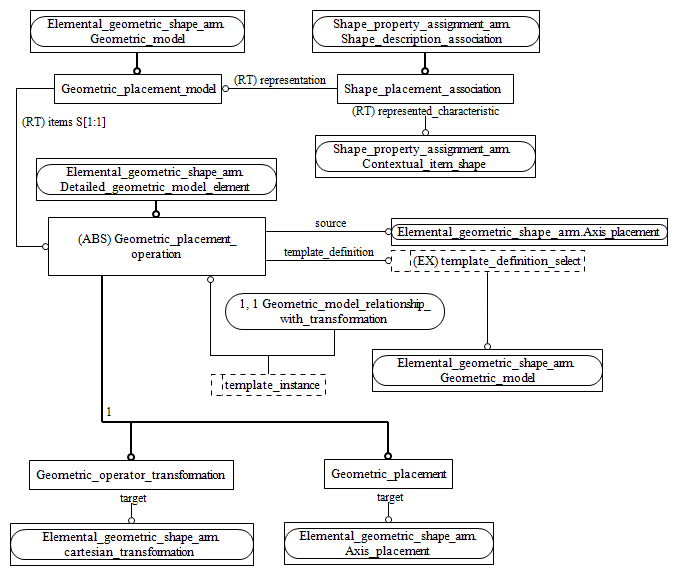 Elemental_geometric_shape_arm.
Geometric_model
Shape_property_assignment_arm.
Shape_description_association
Geometric_placement_model
(RT) representation
Shape_placement_association
(RT) items S[1:1]
(RT) represented_characteristic
Shape_property_assignment_arm.
Contextual_item_shape
Elemental_geometric_shape_arm.
Detailed_geometric_model_element
(ABS) Geometric_placement_
operation
source
Elemental_geometric_shape_arm.Axis_placement
template_definition
(EX) template_definition_select
1, 1 Geometric_model_relationship_
with_transformation
template_instance
Elemental_geometric_shape_arm.
Geometric_model
1
Geometric_operator_transformation
Geometric_placement
target
target
Elemental_geometric_shape_arm.
cartesian_transformation
Elemental_geometric_shape_arm.
Axis_placement